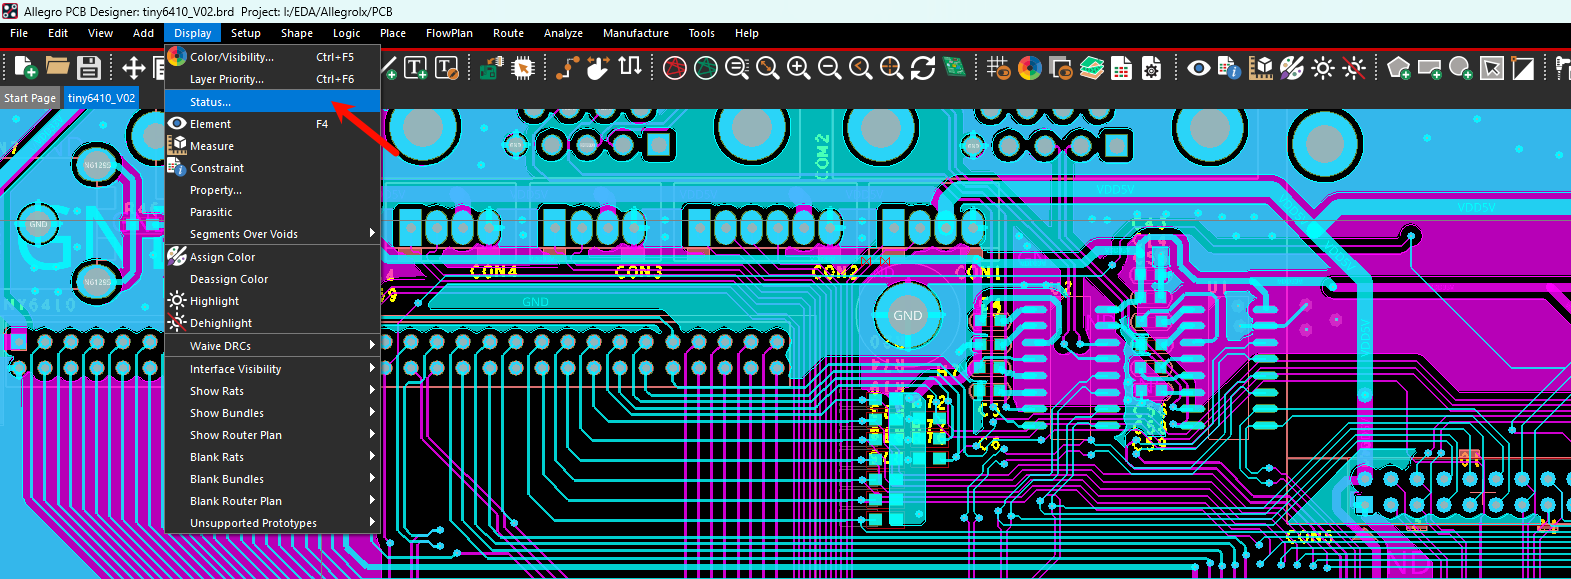 Allegro PCB Designer: tiny6410_V02.brd Project: I:/EDA/Allegrolx/PCB
File Edit View Add Display Setup Shape Logic Place FlowPlan Route Analyze Manufacture Tools Help
Start Page tiny6410_V02
Color/Visibility... Ctrl+F5
Layer Priority... Ctrl+F6
Status...
Element F4
Measure
Constraint
Property...
Parasitic
Segments Over Voids
Assign Color
Deassign Color
Highlight
Dehighlight
Waive DRCs
Interface Visibility
Show Rats
Show Bundles
Show Router Plan
Blank Rats
Blank Bundles
Blank Router Plan
Unsupported Prototypes
COM2
VDD5V
VDD5V
VDD5V
GND
CON4 CON3 CON2 CON1
GND
GND
VDD5V
C5
C6
CON5